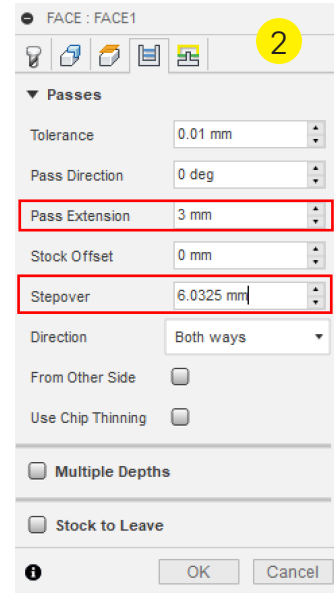 FACE : FACE1
2
Passes
Tolerance 0.01 mm
Pass Direction 0 deg
Pass Extension 3 mm
Stock Offset 0 mm
Stepover 6.0325 mm
Direction Both ways
From Other Side
Use Chip Thinning
Multiple Depths
Stock to Leave
OK Cancel